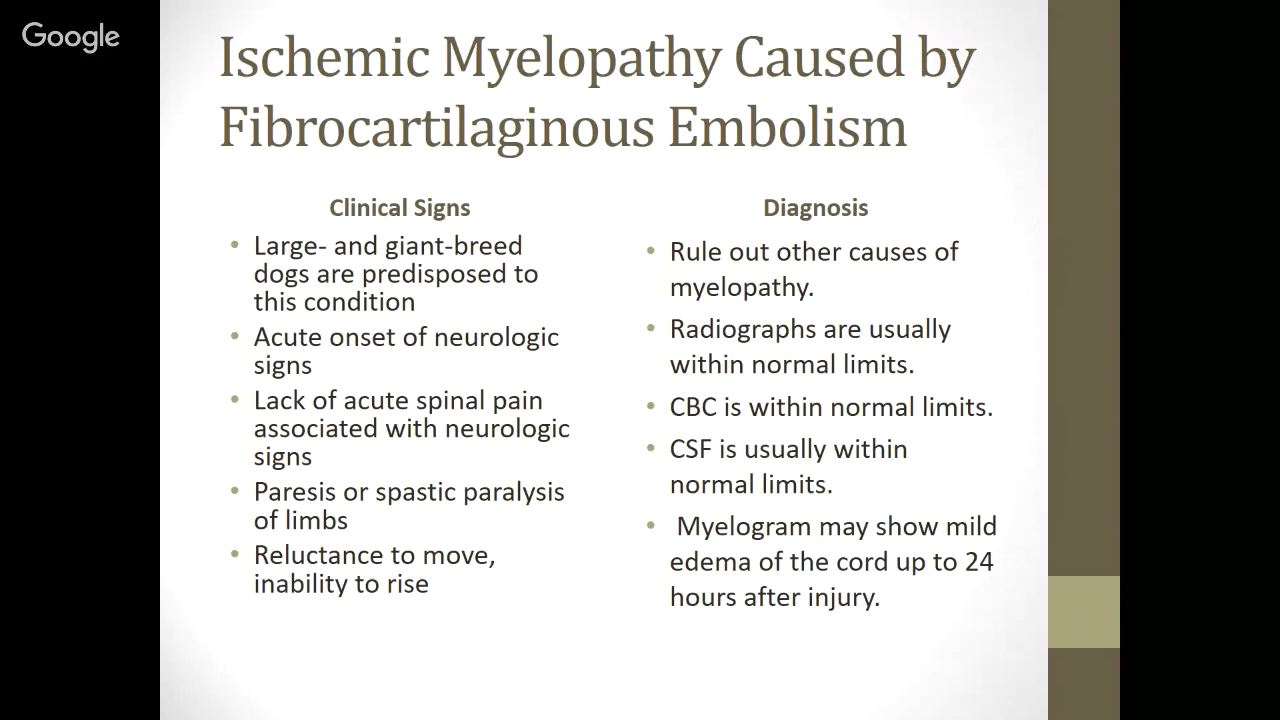 Google
Ischemic Myelopathy Caused by
Fibrocartilaginous Embolism
Clinical Signs
• Large- and giant-breed
dogs are predisposed to
this condition
• Acute onset of neurologic
signs
• Lack of acute spinal pain
associated with neurologic
signs
• Paresis or spastic paralysis
of limbs
• Reluctance to move,
inability to rise
Diagnosis
• Rule out other causes of
myelopathy.
• Radiographs are usually
within normal limits.
• CBC is within normal limits.
• CSF is usually within
normal limits.
• Myelogram may show mild
edema of the cord up to 24
hours after injury.